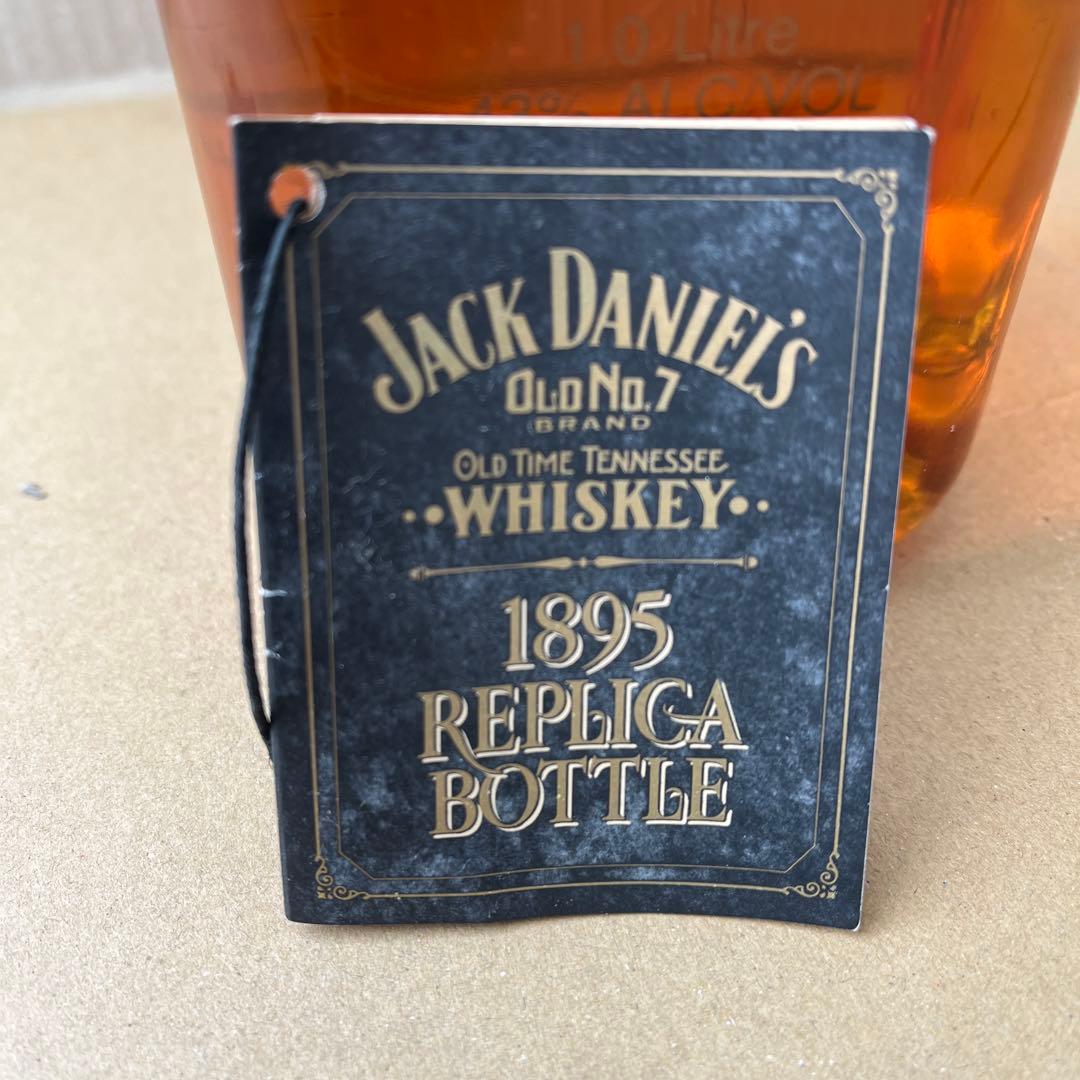 1.0 Litre
43% ALC/VOL
JACK DANIEL'S
OLD NO. 7
BRAND
OLD TIME TENNESSEE
WHISKEY
1895
REPLICA
BOTTLE